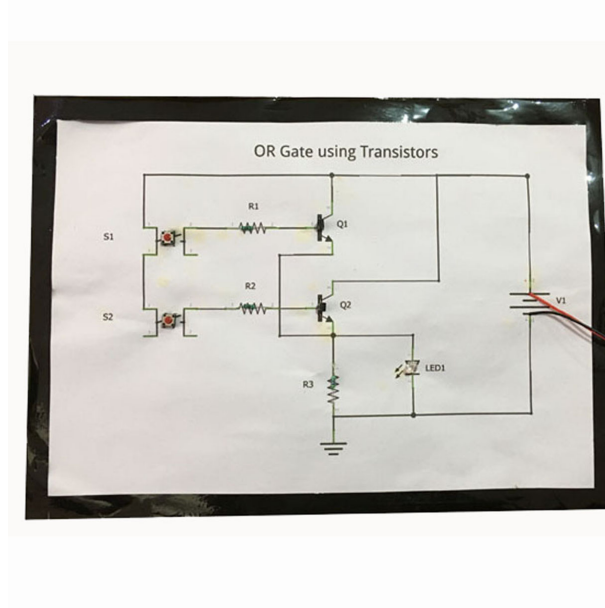 OR Gate using Transistors
R1
S1
Q1
R2
Q2
S2
V1
R3
LED1